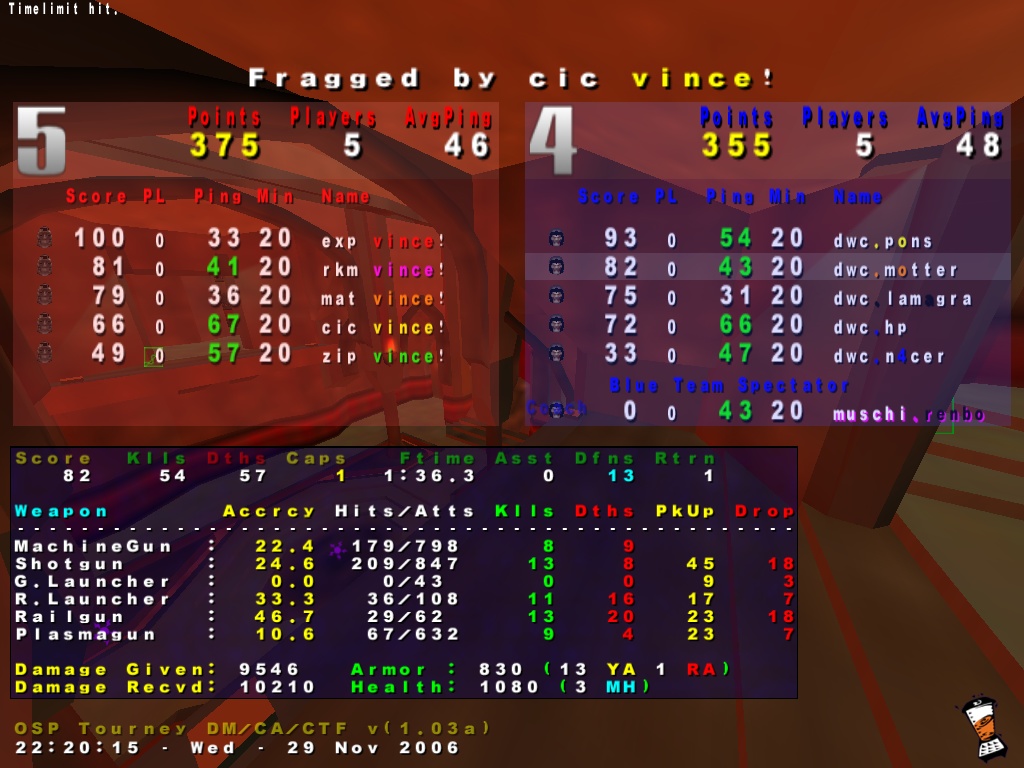 Timelimit hit.
Fragged by cic vince!
5 Points Players AvgPing
375 5 46
Score PL Ping Min Name
100 0 33 20 exp vince!
81 0 41 20 rkm vince!
79 0 36 20 mat vince!
66 0 67 20 cic vince!
49 0 57 20 zip vince!
4 Points Players AvgPing
355 5 48
Score PL Ping Min Name
93 0 54 20 dwc.pons
82 0 43 20 dwc.motter
75 0 31 20 dwc.lamagra
72 0 66 20 dwc.hp
33 0 47 20 dwc.n4cer
Blue Team Spectator
Coach 0 0 43 20 muschi.renbo
Score Klls Dths Caps Ftime Asst Dfns Rtrn
82 54 57 1 1:36.3 0 13 1
Weapon Accrcy Hits/Atts Klls Dths PkUp Drop
MachineGun : 22.4 179/798 8 9
Shotgun : 24.6 209/847 13 8 45 18
G.Launcher : 0.0 0/43 0 0 9 3
R.Launcher : 33.3 36/108 11 16 17 7
Railgun : 46.7 29/62 13 20 23 18
Plasmagun : 10.6 67/632 9 4 23 7
Damage Given: 9546 Armor : 830 (13 YA 1 RA)
Damage Recvd: 10210 Health: 1080 (3 MH)
OSP Tourney DM/CA/CTF v(1.03a)
22:20:15 - Wed - 29 Nov 2006